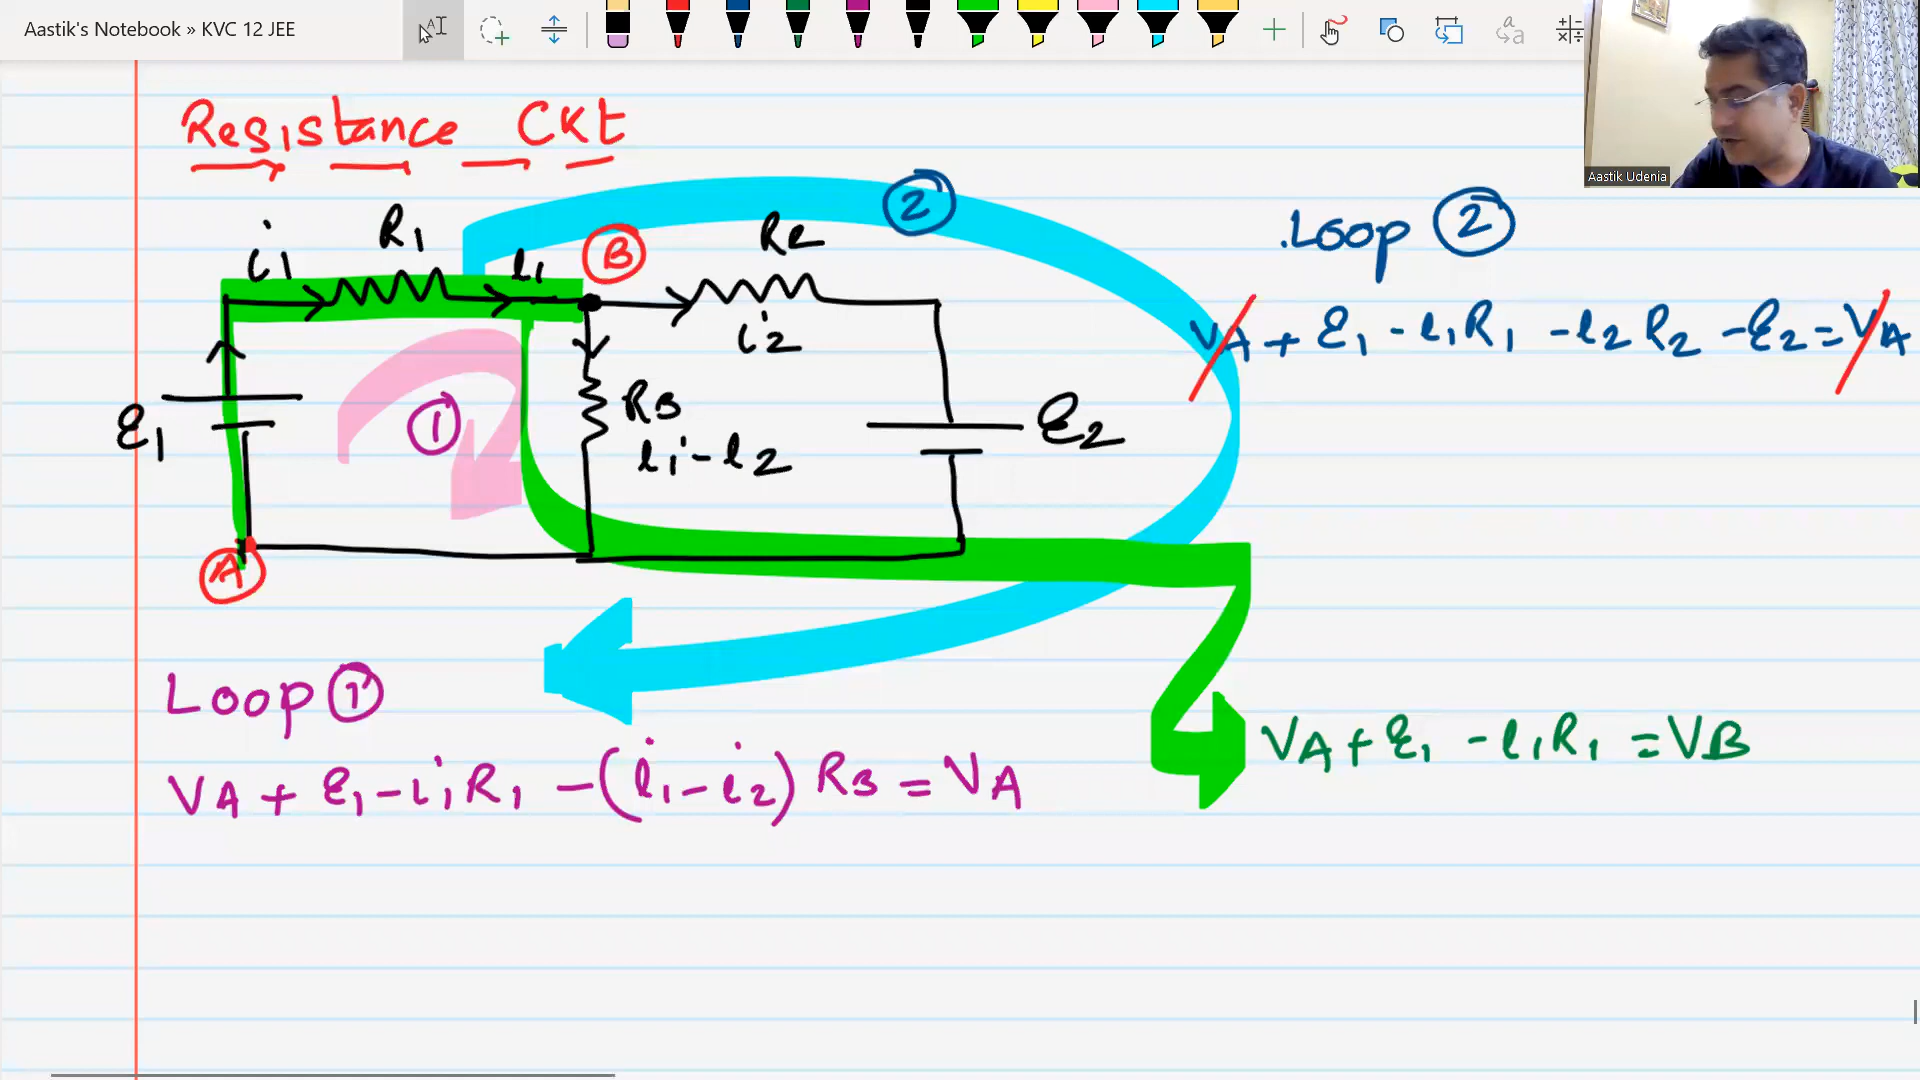 Aastik's Notebook » KVC 12 JEE
Aastik Udenia
Resistance CKt
i1 R1 i1 B R2 2
i2
ε1 1 R3 ε2
i1-i2
A
Loop 2
VA + ε1 - i1R1 - i2R2 - ε2 = VA
Loop 1
VA + ε1 - i1R1 - (i1 - i2) R3 = VA
VA + ε1 - i1R1 = VB